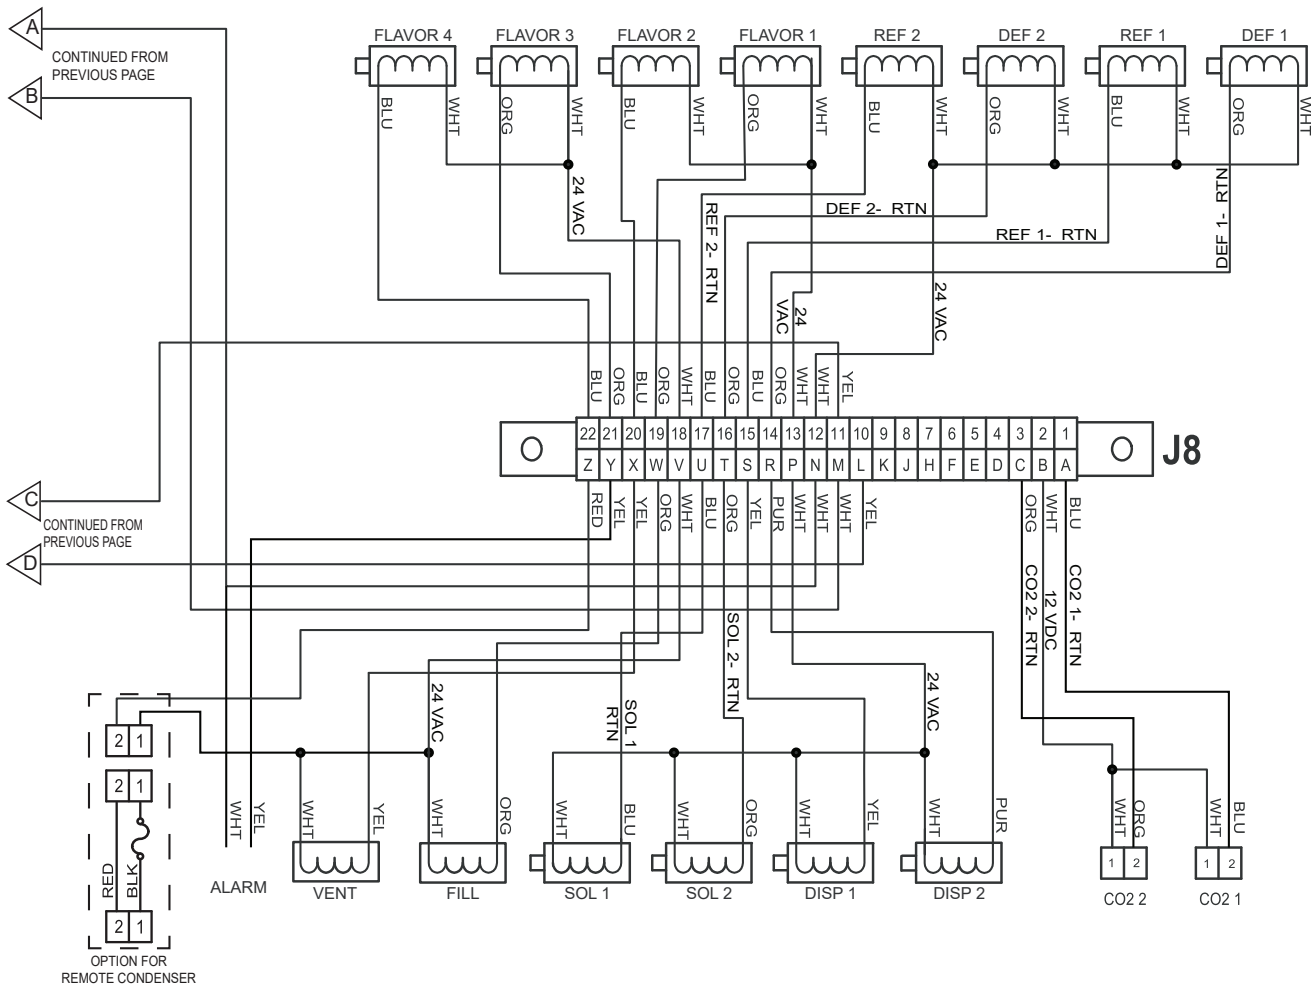 A
CONTINUED FROM
PREVIOUS PAGE
B
FLAVOR 4 FLAVOR 3 FLAVOR 2 FLAVOR 1 REF 2 DEF 2 REF 1 DEF 1
BLU WHT ORG WHT BLU WHT ORG WHT BLU WHT ORG WHT BLU WHT ORG WHT
24 VAC
REF 2- RTN
DEF 2- RTN
REF 1- RTN
DEF 1- RTN
24
VAC
24 VAC
BLU ORG BLU ORG WHT BLU ORG BLU ORG WHT WHT YEL
22 21 20 19 18 17 16 15 14 13 12 11 10 9 8 7 6 5 4 3 2 1
Z Y X W V U T S R P N M L K J H F E D C B A
J8
RED YEL YEL ORG WHT BLU ORG YEL PUR WHT WHT WHT YEL ORG WHT BLU
C
CONTINUED FROM
PREVIOUS PAGE
D
CO2 2- RTN
12 VDC
CO2 1- RTN
24 VAC
SOL 1
RTN
SOL 2- RTN
24 VAC
2 1
2 1
RED BLK
2 1
OPTION FOR
REMOTE CONDENSER
WHT YEL
ALARM
WHT YEL WHT ORG WHT BLU WHT ORG WHT YEL WHT PUR
VENT FILL SOL 1 SOL 2 DISP 1 DISP 2
WHT ORG WHT BLU
1 2 1 2
CO2 2 CO2 1